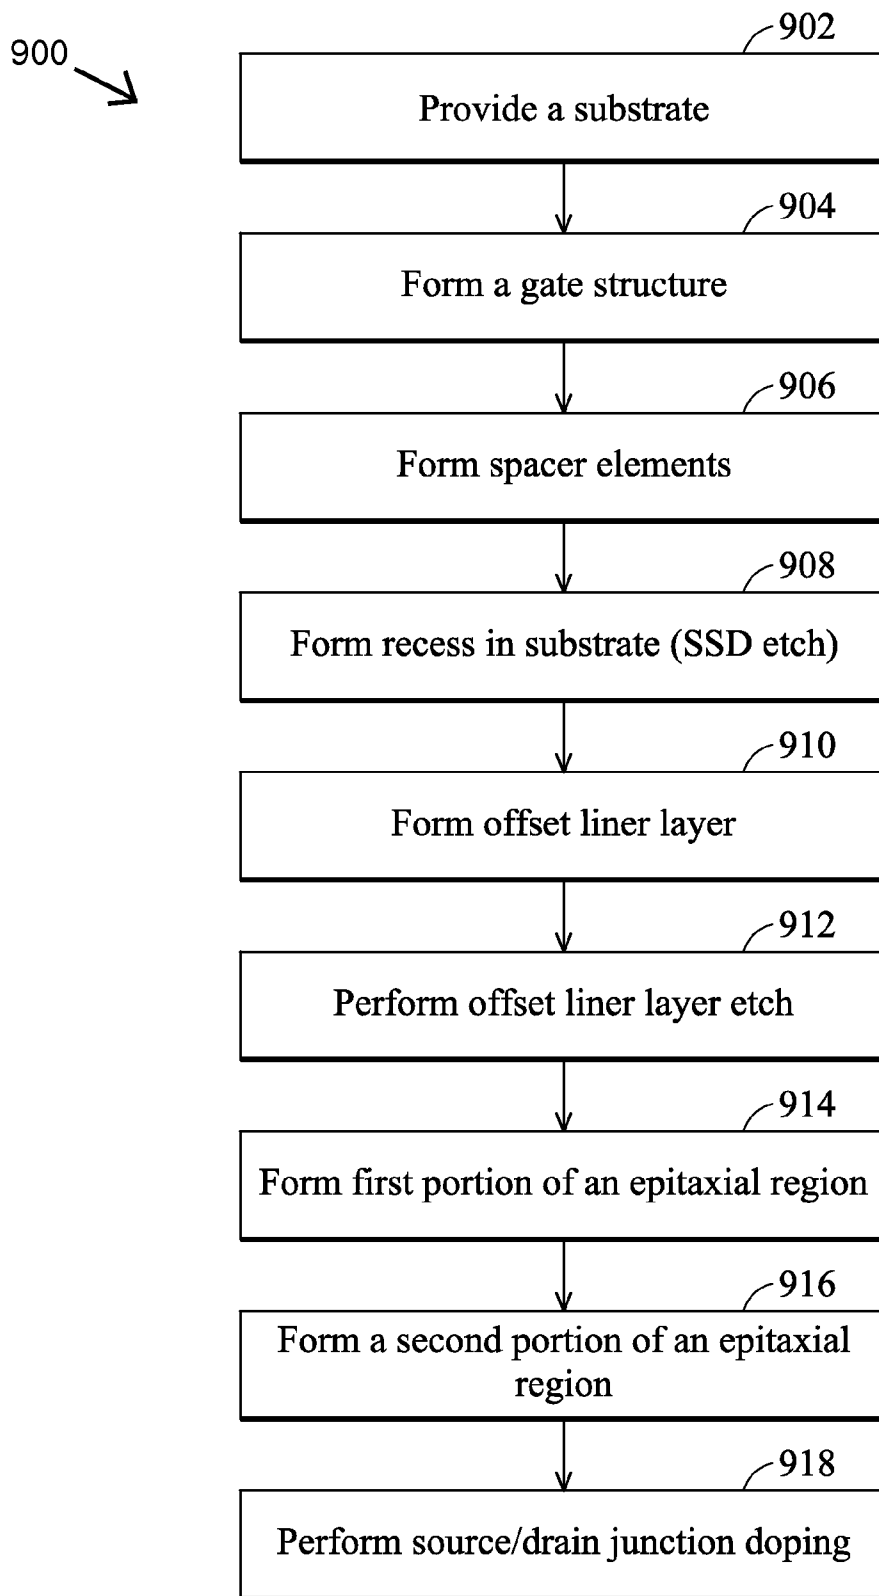 900
902
Provide a substrate
904
Form a gate structure
906
Form spacer elements
908
Form recess in substrate (SSD etch)
910
Form offset liner layer
912
Perform offset liner layer etch
914
Form first portion of an epitaxial region
916
Form a second portion of an epitaxial
region
918
Perform source/drain junction doping